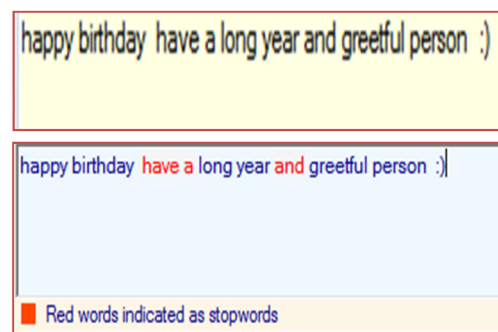 happy birthday have a long year and greetful person :)
happy birthday have a long year and greetful person :)
Red words indicated as stopwords